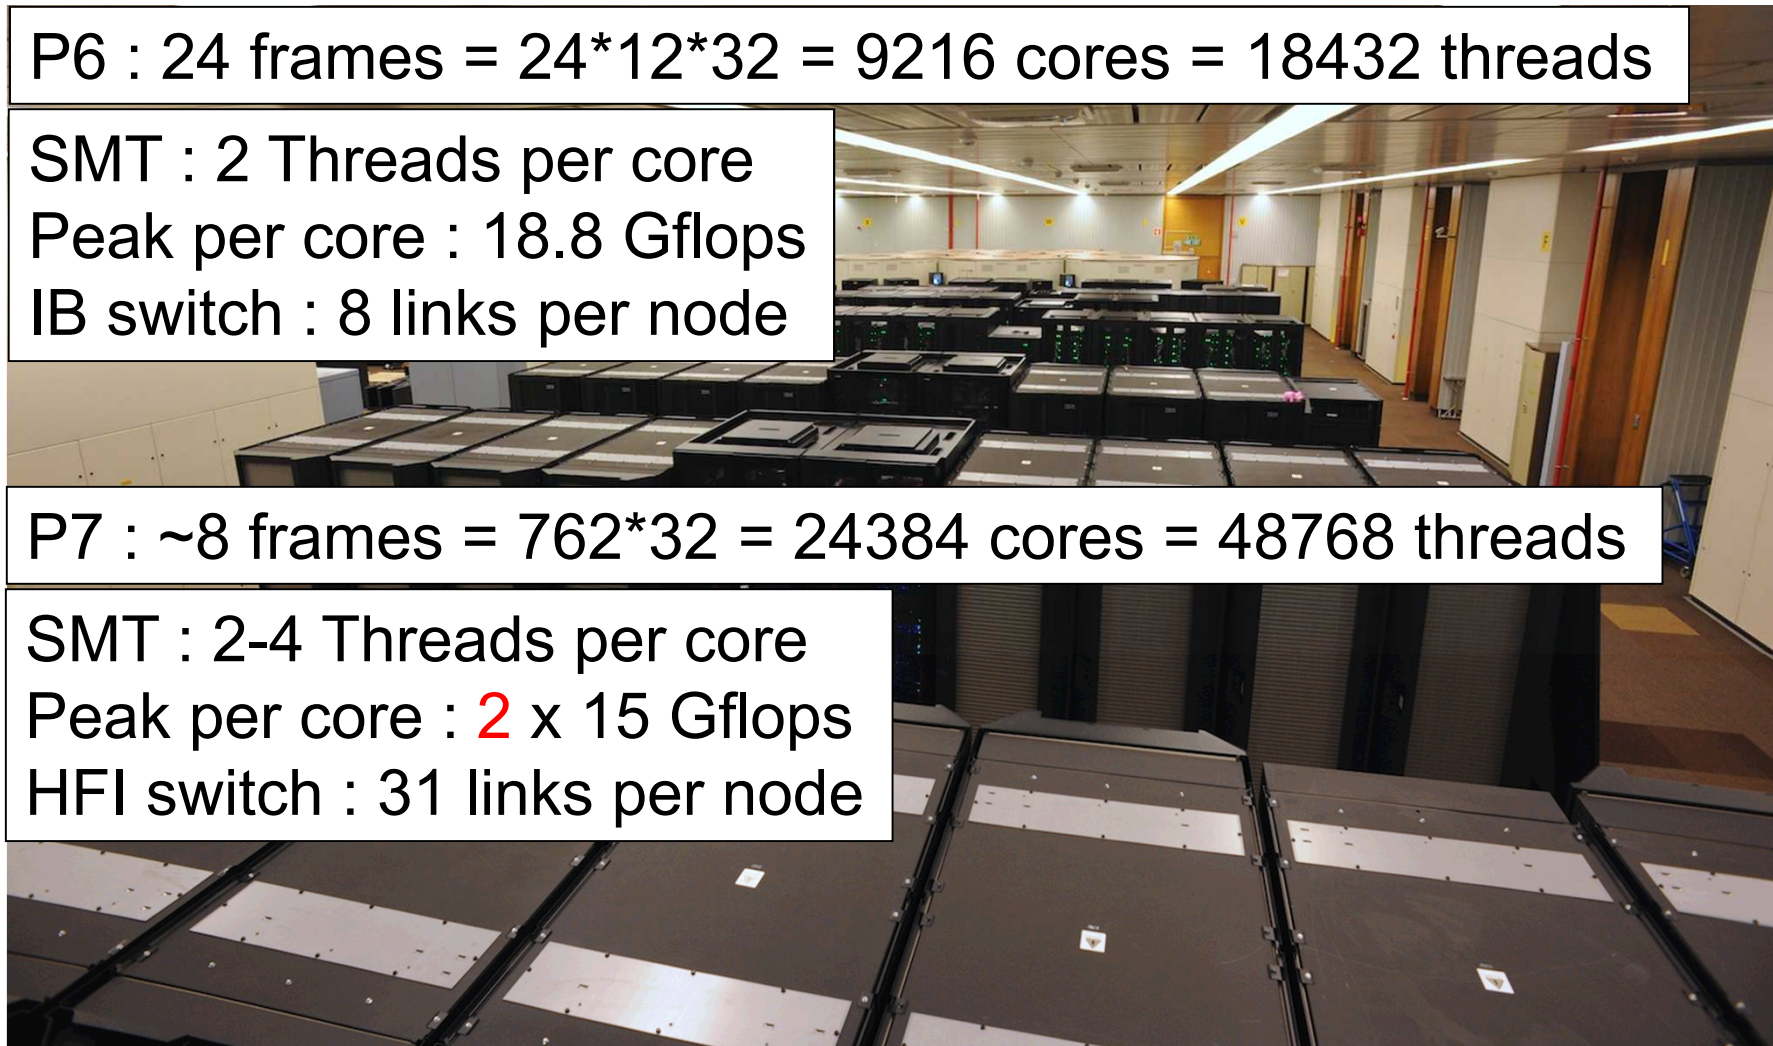 P6 : 24 frames = 24*12*32 = 9216 cores = 18432 threads
SMT : 2 Threads per core
Peak per core : 18.8 Gflops
IB switch : 8 links per node
P7 : ~8 frames = 762*32 = 24384 cores = 48768 threads
SMT : 2-4 Threads per core
Peak per core : 2 x 15 Gflops
HFI switch : 31 links per node